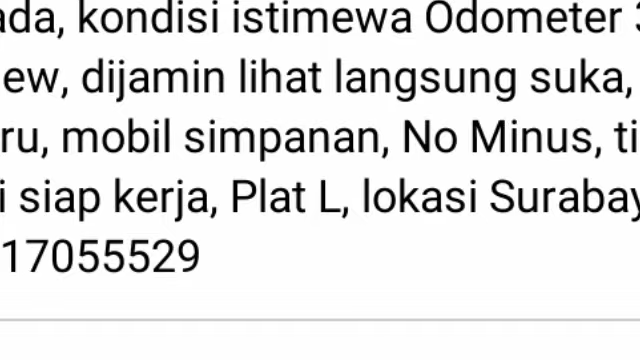 ada, kondisi istimewa Odometer
ew, dijamin lihat langsung suka,
ru, mobil simpanan, No Minus, ti
i siap kerja, Plat L, lokasi Surabay
17055529